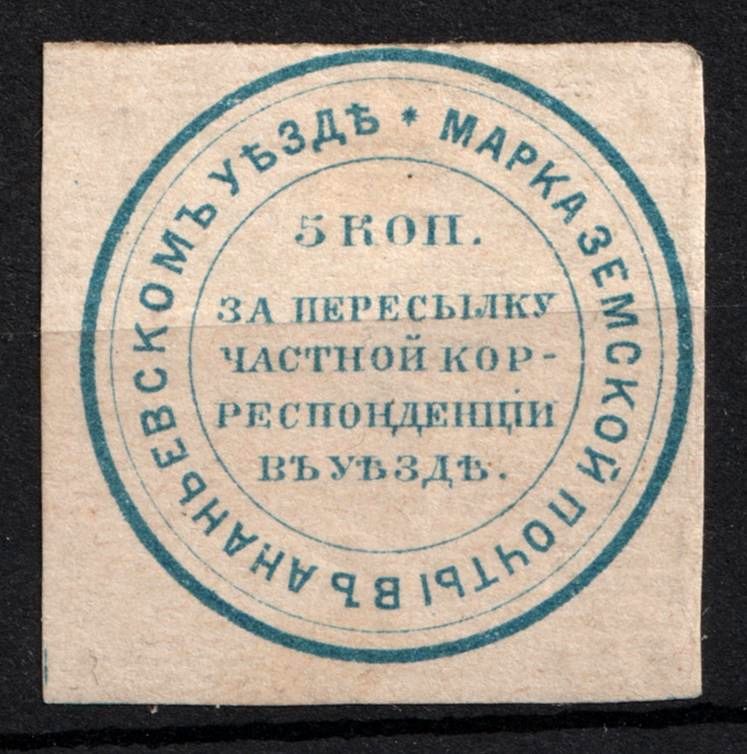 * МАРКА ЗЕМСКОЙ ПОЧТЫ ВЪ АНАНЬЕВСКОМЪ УѢЗДѢ
5 КОП.
ЗА ПЕРЕСЫЛКУ
ЧАСТНОЙ КОР-
РЕСПОНДЕНЦІИ
ВЪ УѢЗДѢ.